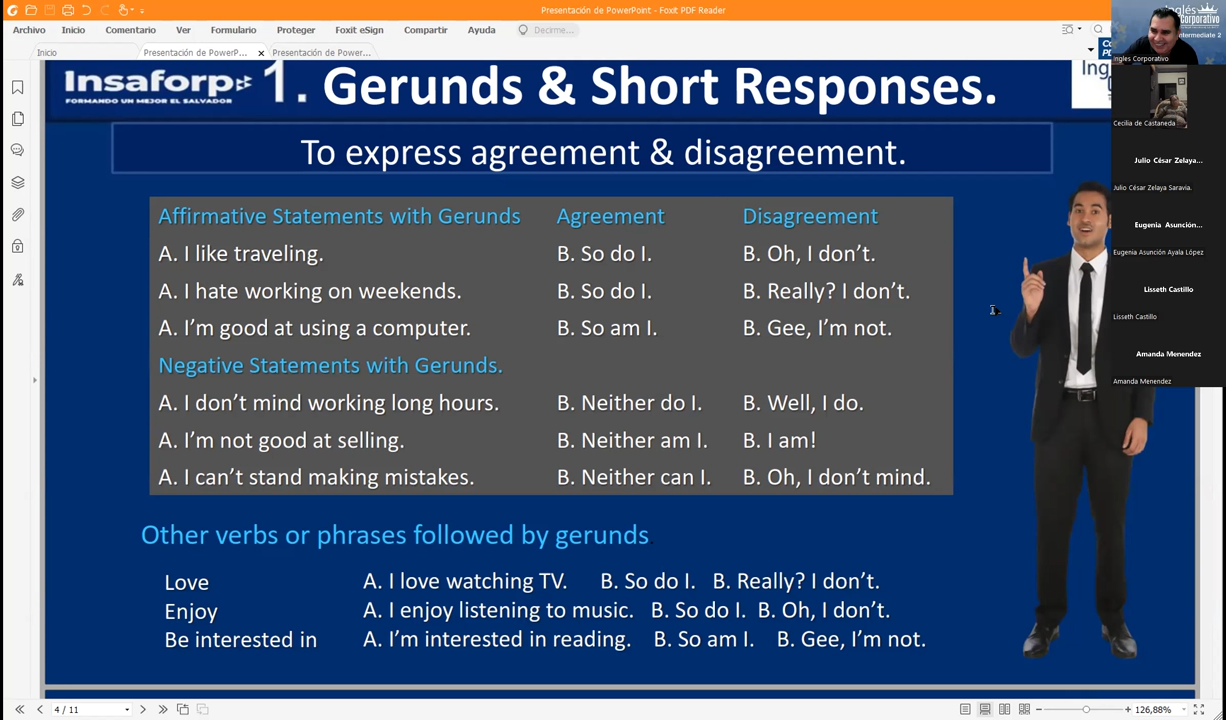 Presentación de PowerPoint - Foxit PDF Reader
Archivo Inicio Comentario Ver Formulario Proteger Foxit eSign Compartir Ayuda Decirme...
Inicio Presentación de PowerP... Presentación de Power...
inglés
Corporativo
Intermediate 2
Ingles Corporativo
Cecilia de Castaneda
Julio César Zelaya...
Julio César Zelaya Saravia.
Eugenia Asunción...
Eugenia Asunción Ayala López
Lisseth Castillo
Lisseth Castillo
Amanda Menendez
Amanda Menendez
Insaforp
FORMANDO UN MEJOR EL SALVADOR
1. Gerunds & Short Responses.
To express agreement & disagreement.
Affirmative Statements with Gerunds Agreement Disagreement
A. I like traveling. B. So do I. B. Oh, I don't.
A. I hate working on weekends. B. So do I. B. Really? I don't.
A. I'm good at using a computer. B. So am I. B. Gee, I'm not.
Negative Statements with Gerunds.
A. I don't mind working long hours. B. Neither do I. B. Well, I do.
A. I'm not good at selling. B. Neither am I. B. I am!
A. I can't stand making mistakes. B. Neither can I. B. Oh, I don't mind.
Other verbs or phrases followed by gerunds
Love A. I love watching TV. B. So do I. B. Really? I don't.
Enjoy A. I enjoy listening to music. B. So do I. B. Oh, I don't.
Be interested in A. I'm interested in reading. B. So am I. B. Gee, I'm not.
4 / 11
126,88%